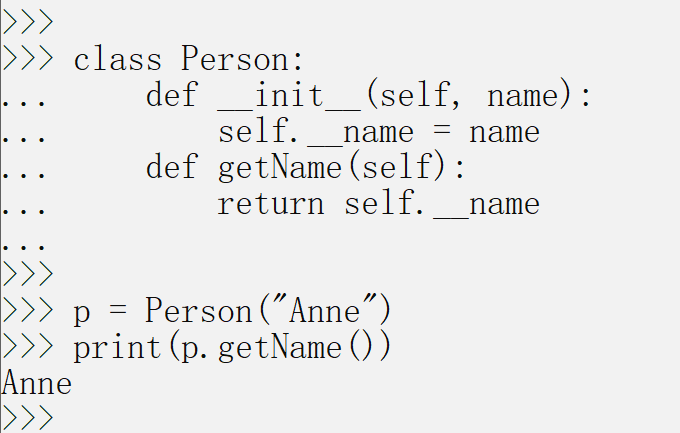 >>>
>>> class Person:
...     def __init__(self, name):
...         self.__name = name
...     def getName(self):
...         return self.__name
...
>>>
>>> p = Person("Anne")
>>> print(p.getName())
Anne
>>>